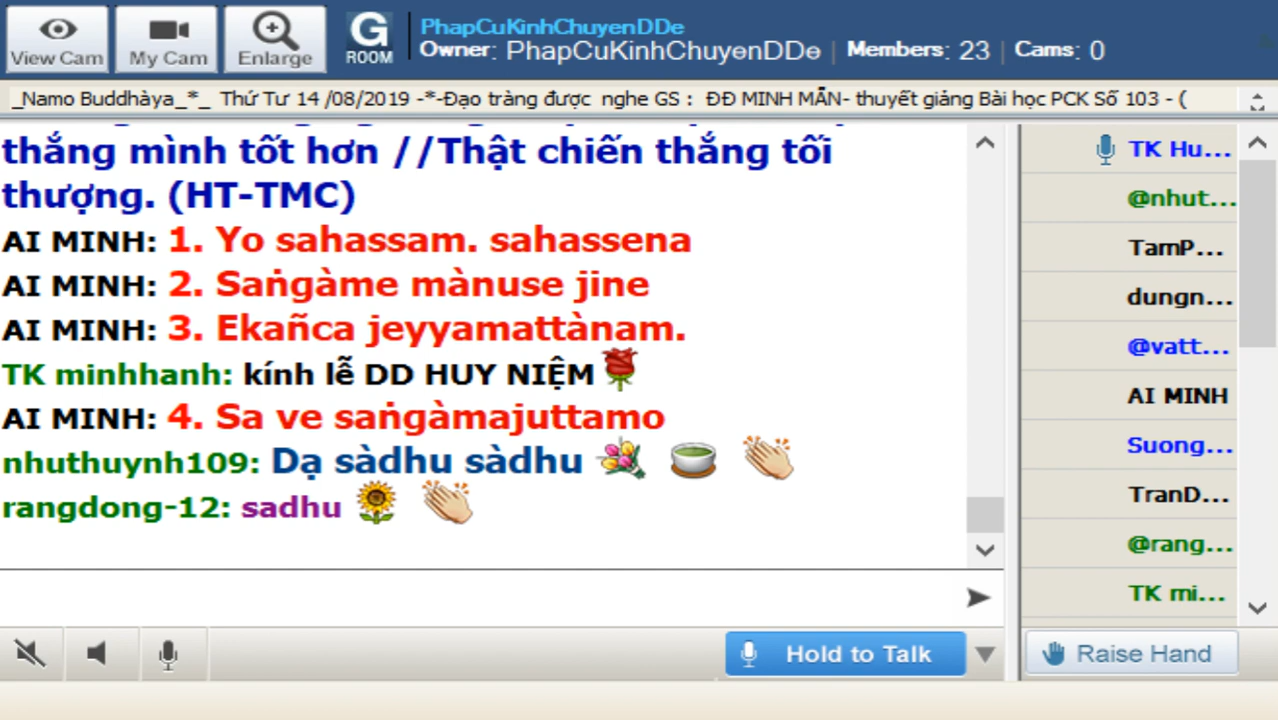 View Cam
My Cam
Enlarge
G
ROOM
PhapCuKinhChuyenDDe
Owner: PhapCuKinhChuyenDDe | Members: 23 | Cams: 0
_Namo Buddhàya_*_ Thứ Tư 14 /08/2019 -*-Đạo tràng được nghe GS : ĐĐ MINH MẪN- thuyết giảng Bài học PCK Số 103 - (
thắng mình tốt hơn //Thật chiến thắng tối
thượng. (HT-TMC)
AI MINH: 1. Yo sahassam. sahassena
AI MINH: 2. Saṅgàme mànuse jine
AI MINH: 3. Ekañca jeyyamattànam.
TK minhhanh: kính lễ DD HUY NIỆM
AI MINH: 4. Sa ve saṅgàmajuttamo
nhuthuynh109: Dạ sàdhu sàdhu
rangdong-12: sadhu
TK Hu...
@nhut...
TamP...
dungn...
@vatt...
AI MINH
Suong...
TranD...
@rang...
TK mi...
Hold to Talk
Raise Hand